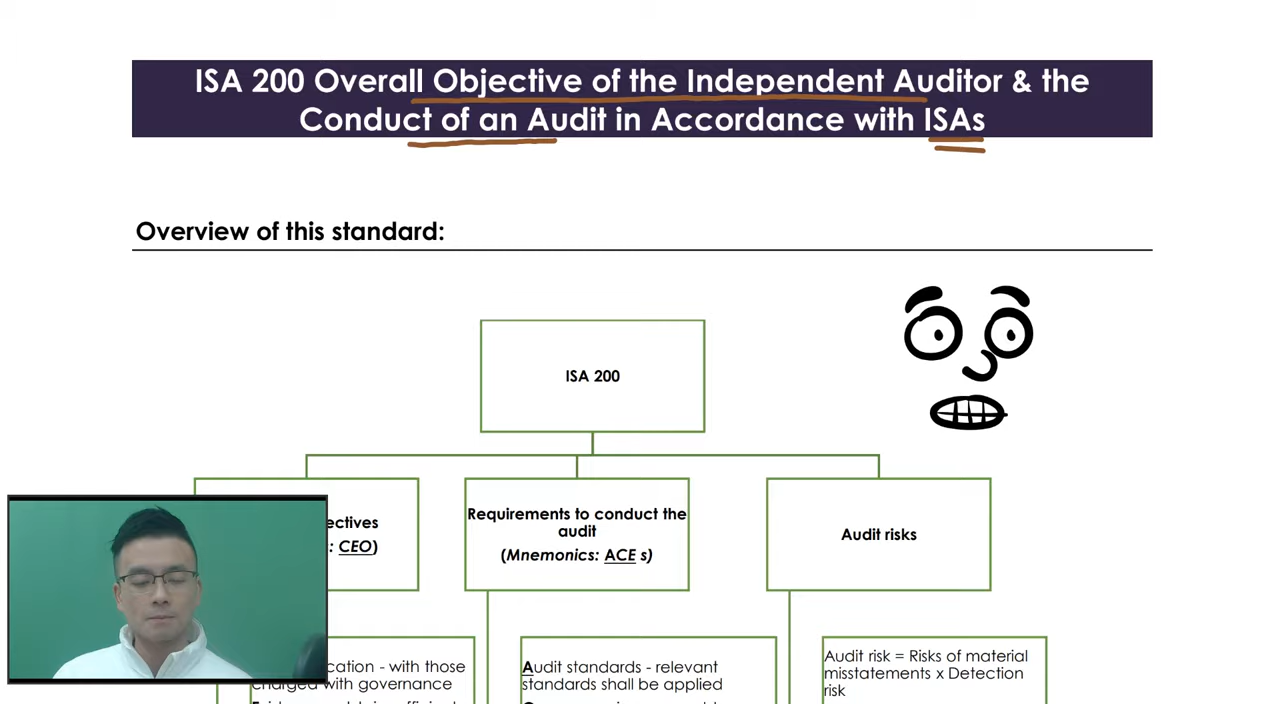 ISA 200 Overall Objective of the Independent Auditor & the
Conduct of an Audit in Accordance with ISAs
Overview of this standard:
ISA 200
: CEO)
Requirements to conduct the
audit
(Mnemonics: ACE s)
Audit risks
with those
charged with governance
Audit standards - relevant
standards shall be applied
Audit risk = Risks of material
misstatements x Detection
risk